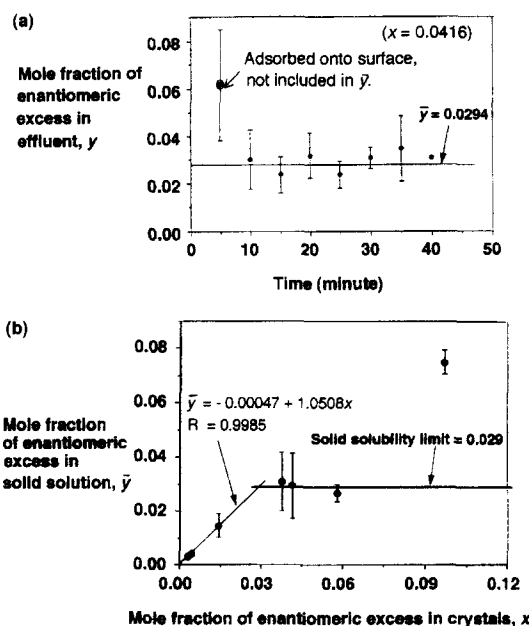 (a)
(x = 0.0416)
Adsorbed onto surface,
not included in ȳ.
ȳ = 0.0294
Mole fraction of
enantiomeric
excess in
effluent, y
0.08
0.06
0.04
0.02
0.00
0 10 20 30 40 50
Time (minute)
(b)
ȳ = - 0.00047 + 1.0508x
R = 0.9985
Solid solubility limit = 0.029
Mole fraction
of enantiomeric
excess in
solid solution, ȳ
0.08
0.06
0.04
0.02
0.00
0.00 0.03 0.06 0.09 0.12
Mole fraction of enantiomeric excess in crystals, x